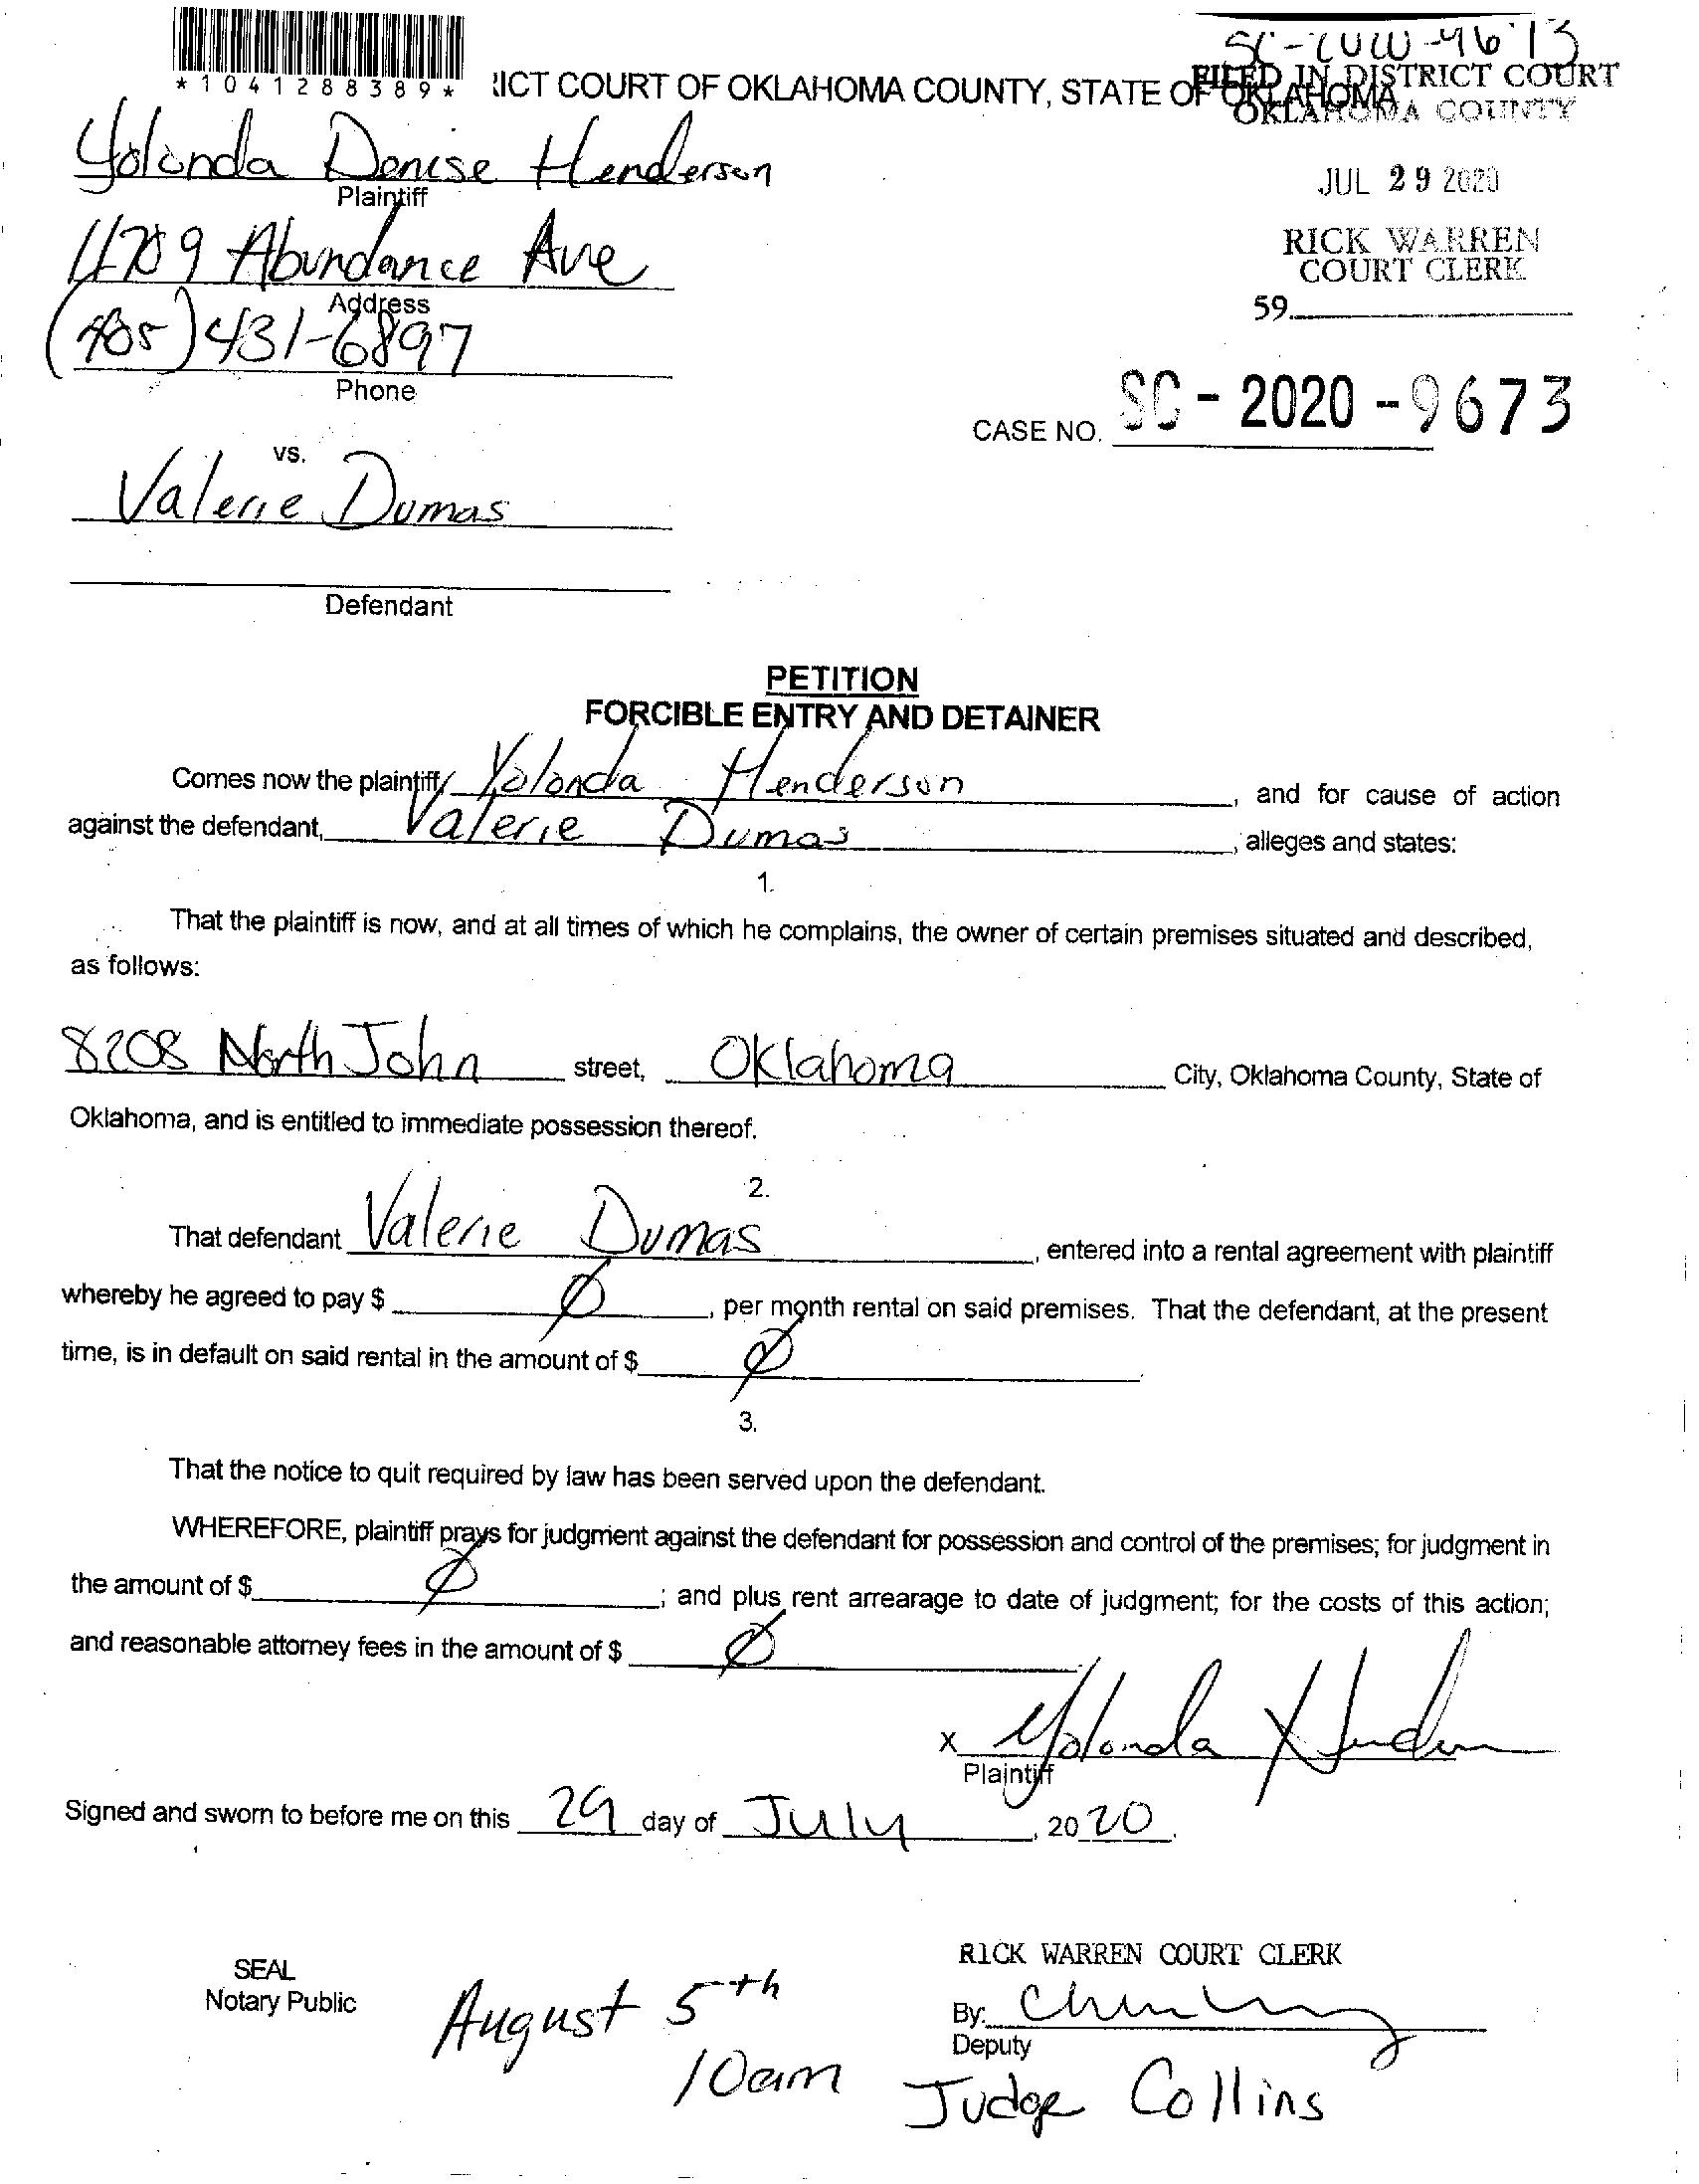 *1041288389*
SC-
ICT COURT OF OKLAHOMA COUNTY, STATE OF OKLAHOMA
FILED IN DISTRICT COURT
OKLAHOMA COUNTY
JUL 29 2020
RICK WARREN
COURT CLERK
59.
Yolonda Denise Henderson
Plaintiff
Abundance Ave
Address
(405) 431-6897
Phone
CASE NO. SC-2020-9673
vs.
Valerie Dumas
Defendant
PETITION
FORCIBLE ENTRY AND DETAINER
Comes now the plaintiff, Yolonda Henderson, and for cause of action
against the defendant, Valerie Dumas, alleges and states:
1.
That the plaintiff is now, and at all times of which he complains, the owner of certain premises situated and described,
as follows:
8208 North John street, Oklahoma City, Oklahoma County, State of
Oklahoma, and is entitled to immediate possession thereof.
2.
That defendant Valerie Dumas, entered into a rental agreement with plaintiff
whereby he agreed to pay $ Ø, per month rental on said premises. That the defendant, at the present
time, is in default on said rental in the amount of $ Ø
3.
That the notice to quit required by law has been served upon the defendant.
WHEREFORE, plaintiff prays for judgment against the defendant for possession and control of the premises; for judgment in
the amount of $ Ø; and plus rent arrearage to date of judgment; for the costs of this action;
and reasonable attorney fees in the amount of $ Ø
x Yolonda Henderson
Plaintiff
Signed and sworn to before me on this 29 day of July, 2020.
SEAL
Notary Public
August 5th
10am
RICK WARREN COURT CLERK
By:
Deputy
Judge Collins